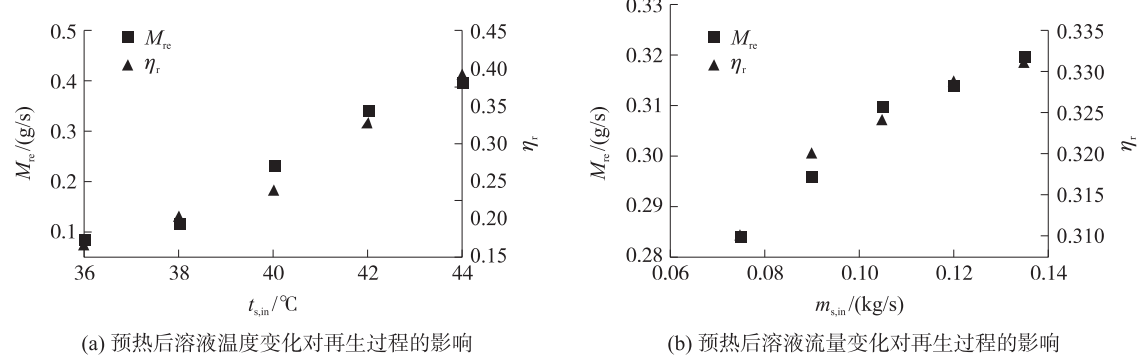 0.5
0.4
0.3
0.2
0.1
M_re/(g/s)
M_re
η_r
0.45
0.40
0.35
0.30
0.25
0.20
0.15
η_r
36 38 40 42 44
t_s,in/℃
(a) 预热后溶液温度变化对再生过程的影响
0.33
0.32
0.31
0.30
0.29
0.28
M_re/(g/s)
M_re
η_r
0.335
0.330
0.325
0.320
0.315
0.310
η_r
0.06 0.08 0.10 0.12 0.14
m_s,in/(kg/s)
(b) 预热后溶液流量变化对再生过程的影响